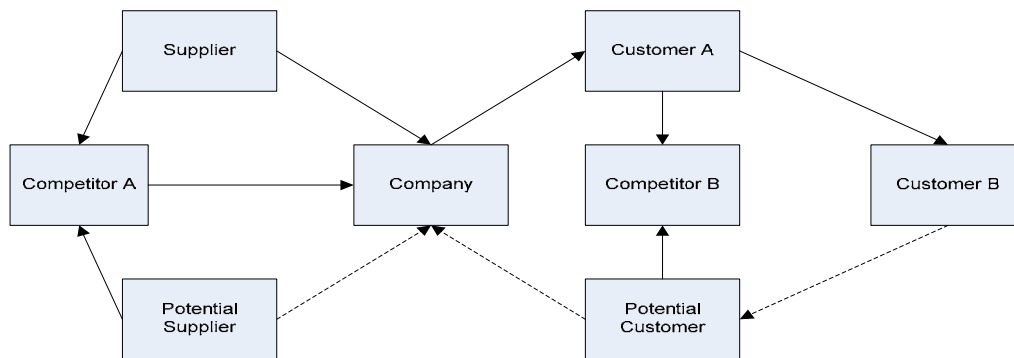 Supplier
Customer A
Competitor A
Company
Competitor B
Customer B
Potential
Supplier
Potential
Customer